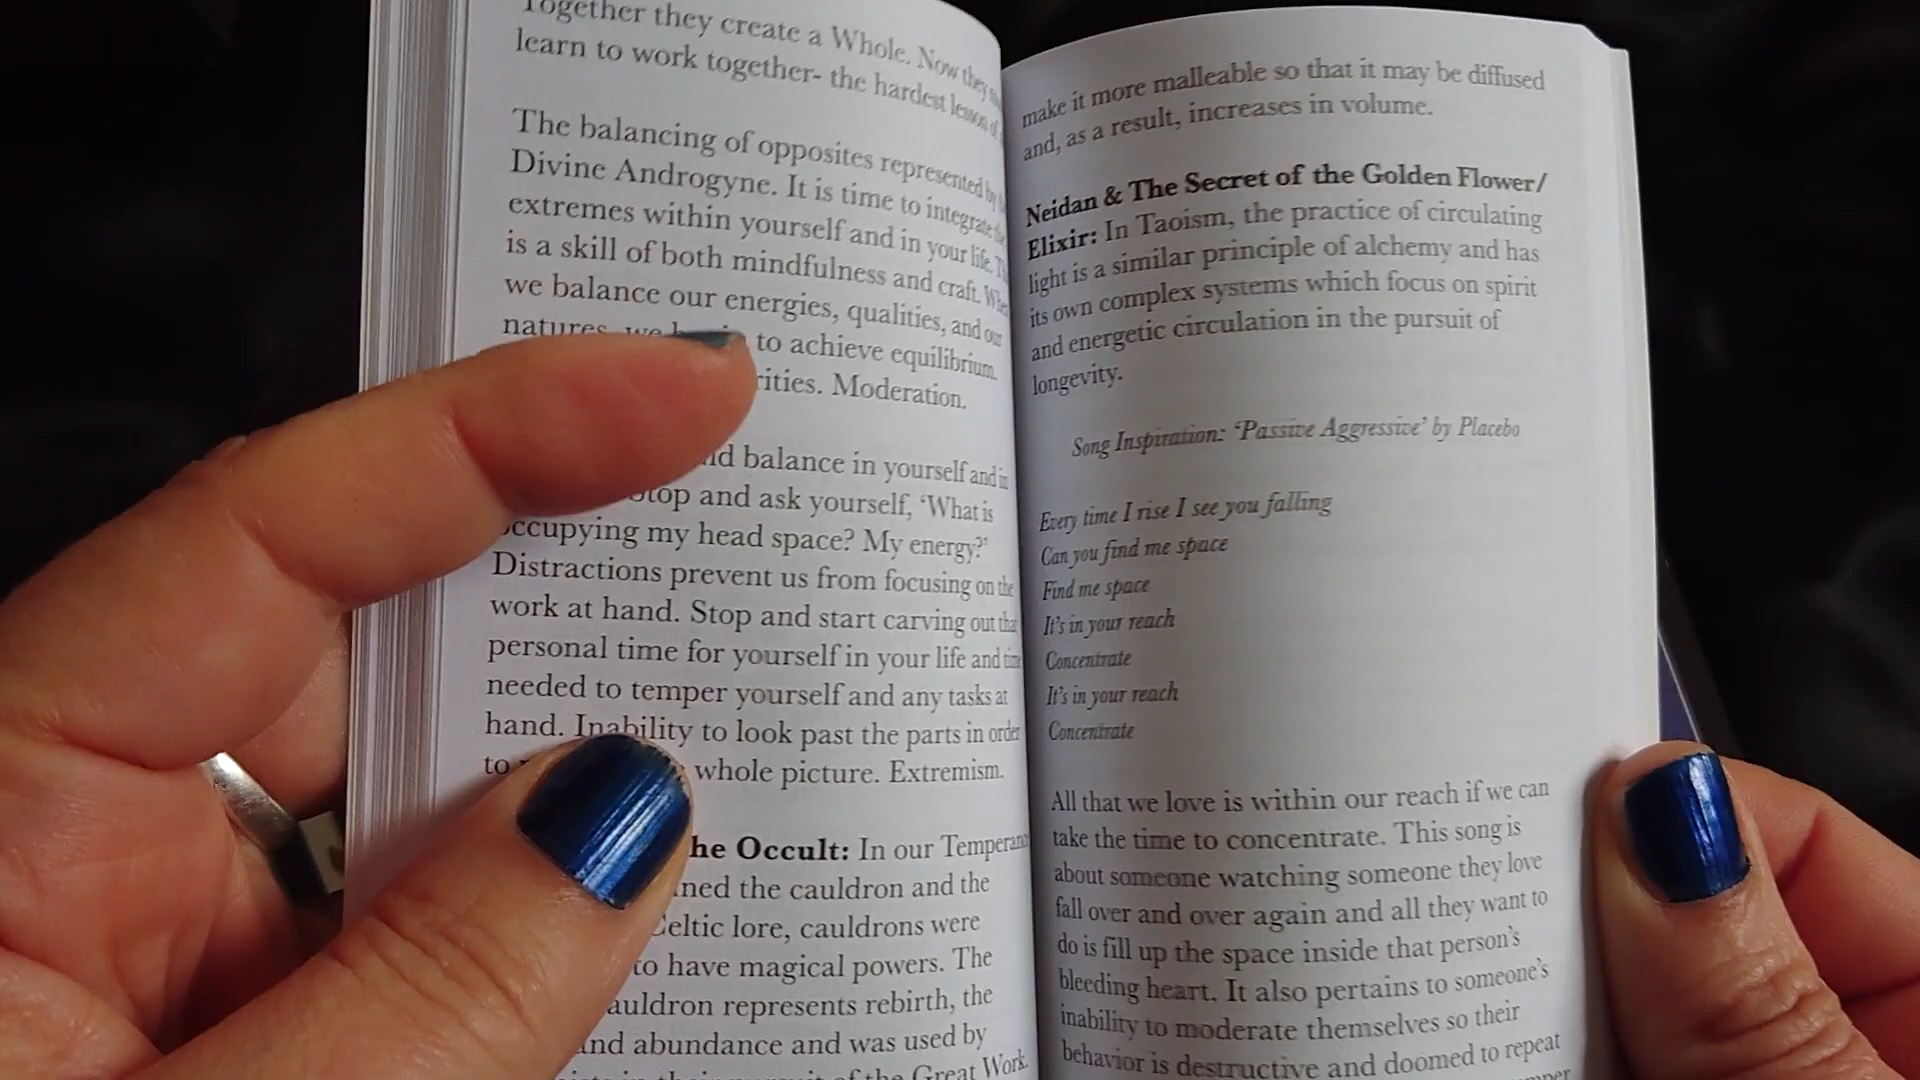 Together they create a Whole. Now they
learn to work together- the hardest lesson of
The balancing of opposites represented by
Divine Androgyne. It is time to integrate the
extremes within yourself and in your life.
is a skill of both mindfulness and craft.
we balance our energies, qualities, and our
natures, we to achieve equilibrium.
Moderation.
balance in yourself and in
Stop and ask yourself, ‘What is
occupying my head space? My energy?’
Distractions prevent us from focusing on the
work at hand. Stop and start carving out that
personal time for yourself in your life and time
needed to temper yourself and any tasks at
hand. Inability to look past the parts in order
to whole picture. Extremism.
the Occult: In our Temperance
the cauldron and the
Celtic lore, cauldrons were
to have magical powers. The
cauldron represents rebirth, the
and abundance and was used by
of the Great Work.
make it more malleable so that it may be diffused
and, as a result, increases in volume.
Neidan & The Secret of the Golden Flower/
Elixir: In Taoism, the practice of circulating
light is a similar principle of alchemy and has
its own complex systems which focus on spirit
and energetic circulation in the pursuit of
longevity.
Song Inspiration: ‘Passive Aggressive’ by Placebo
Every time I rise I see you falling
Can you find me space
Find me space
It’s in your reach
Concentrate
It’s in your reach
Concentrate
All that we love is within our reach if we can
take the time to concentrate. This song is
about someone watching someone they love
fall over and over again and all they want to
do is fill up the space inside that person’s
bleeding heart. It also pertains to someone’s
inability to moderate themselves so their
behavior is destructive and doomed to repeat